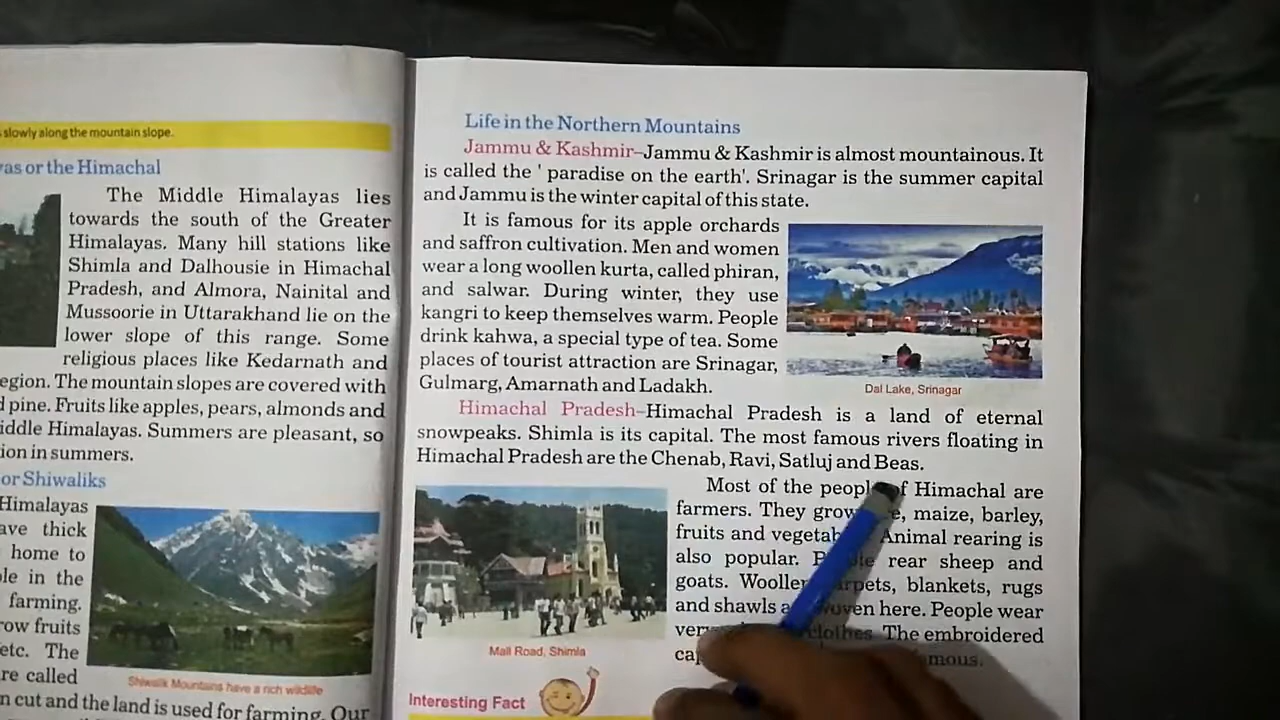 slowly along the mountain slope.
as or the Himachal
The Middle Himalayas lies
towards the south of the Greater
Himalayas. Many hill stations like
Shimla and Dalhousie in Himachal
Pradesh, and Almora, Nainital and
Mussoorie in Uttarakhand lie on the
lower slope of this range. Some
religious places like Kedarnath and
egion. The mountain slopes are covered with
pine. Fruits like apples, pears, almonds and
iddle Himalayas. Summers are pleasant, so
ion in summers.
or Shiwaliks
Himalayas
ave thick
home to
le in the
farming.
row fruits
etc. The
re called
Shiwalik Mountains have a rich wildlife
n cut and the land is used for farming. Our
Life in the Northern Mountains
Jammu & Kashmir–Jammu & Kashmir is almost mountainous. It
is called the ' paradise on the earth'. Srinagar is the summer capital
and Jammu is the winter capital of this state.
It is famous for its apple orchards
and saffron cultivation. Men and women
wear a long woollen kurta, called phiran,
and salwar. During winter, they use
kangri to keep themselves warm. People
drink kahwa, a special type of tea. Some
places of tourist attraction are Srinagar,
Gulmarg, Amarnath and Ladakh.
Dal Lake, Srinagar
Himachal Pradesh–Himachal Pradesh is a land of eternal
snowpeaks. Shimla is its capital. The most famous rivers floating in
Himachal Pradesh are the Chenab, Ravi, Satluj and Beas.
Most of the people of Himachal are
farmers. They grow maize, barley,
fruits and Animal rearing is
also popular. rear sheep and
goats. blankets, rugs
and shawls woven here. People wear
clothes. The embroidered
Mall Road, Shimla
Interesting Fact